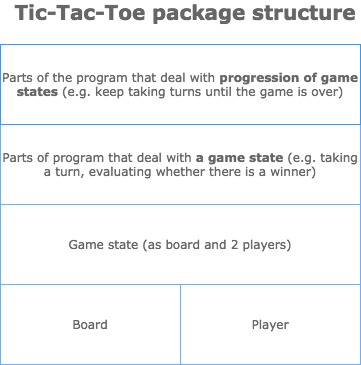 Tic-Tac-Toe package structure
Parts of the program that deal with progression of game
states (e.g. keep taking turns until the game is over)
Parts of program that deal with a game state (e.g. taking
a turn, evaluating whether there is a winner)
Game state (as board and 2 players)
Board
Player